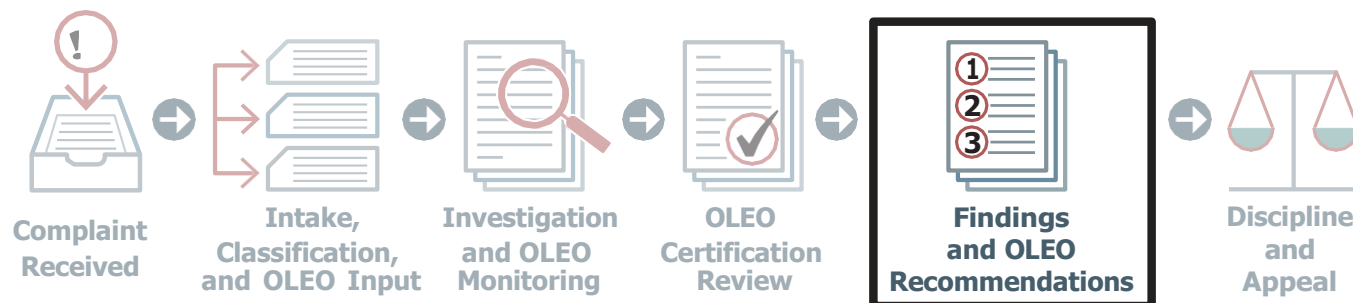 !
1
2
3
Complaint
Received
Intake,
Classification,
and OLEO Input
Investigation
and OLEO
Monitoring
OLEO
Certification
Review
Findings
and OLEO
Recommendations
Discipline
and
Appeal